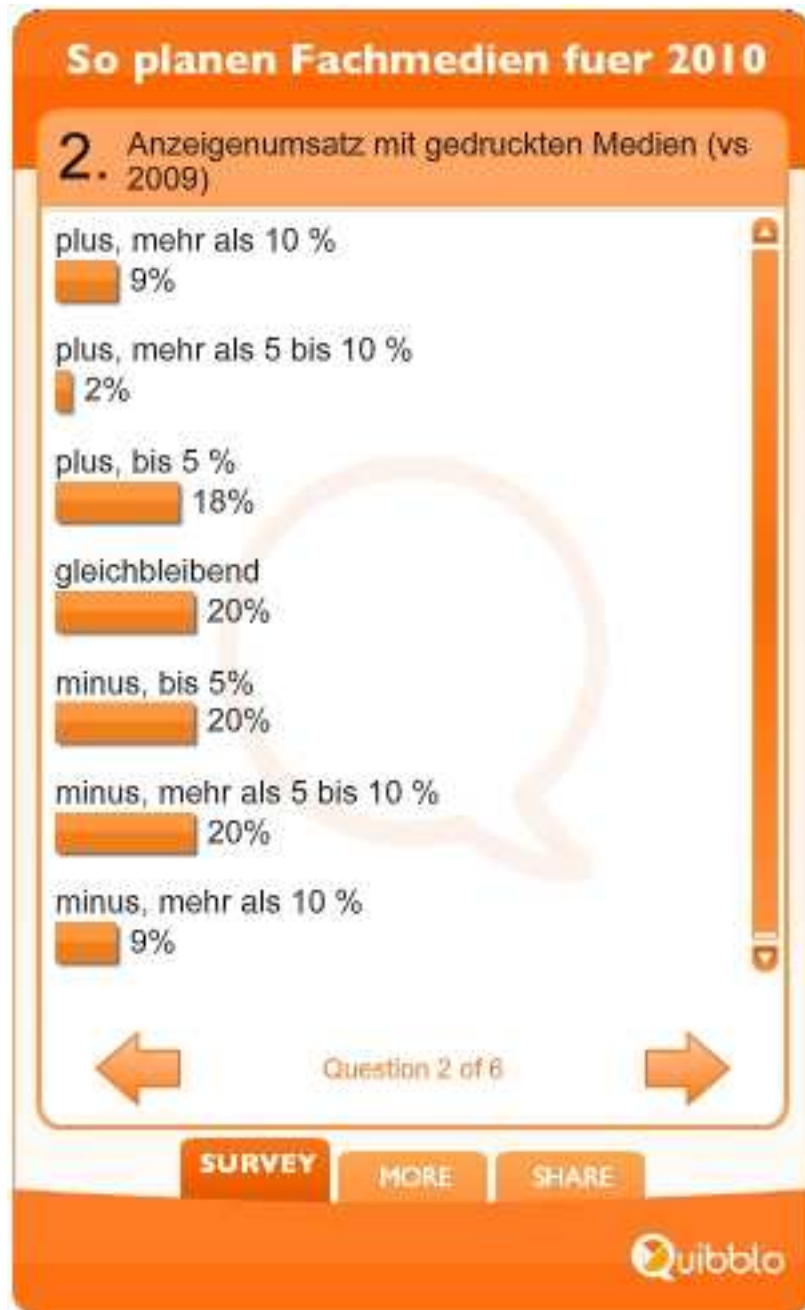 So planen Fachmedien fuer 2010
2. Anzeigenumsatz mit gedruckten Medien (vs
2009)
plus, mehr als 10 %
9%
plus, mehr als 5 bis 10 %
2%
plus, bis 5 %
18%
gleichbleibend
20%
minus, bis 5%
20%
minus, mehr als 5 bis 10 %
20%
minus, mehr als 10 %
9%
Question 2 of 6
SURVEY MORE SHARE
Quibblo